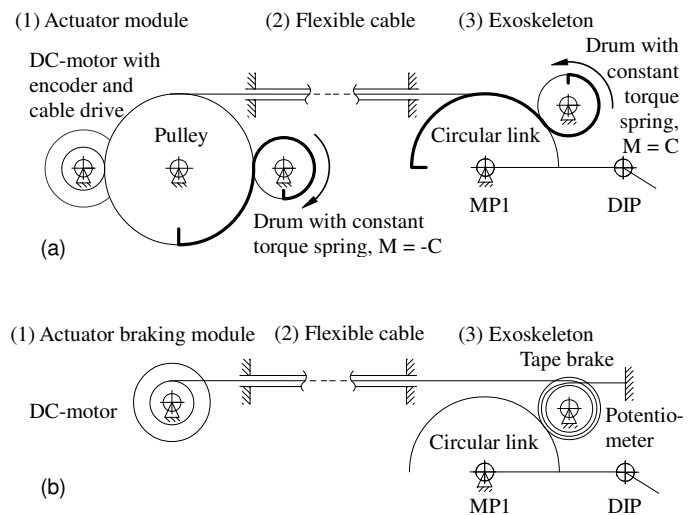 (1) Actuator module
(2) Flexible cable
(3) Exoskeleton
DC-motor with
encoder and
cable drive
Pulley
Drum with constant
torque spring, M = -C
Drum with
constant
torque
spring,
M = C
Circular link
MP1
DIP
(a)
(1) Actuator braking module
(2) Flexible cable
(3) Exoskeleton
Tape brake
DC-motor
Potentio-
meter
Circular link
MP1
DIP
(b)